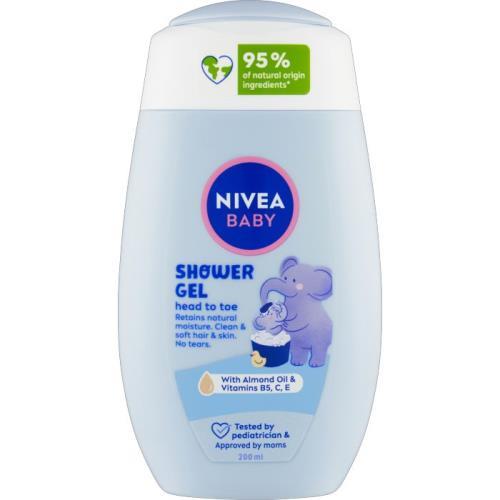 95%
of natural origin
ingredients*
NIVEA
BABY
SHOWER
GEL
head to toe
Retains natural
moisture. Clean &
soft hair & skin.
No tears.
With Almond Oil &
Vitamins B5, C, E
Tested by
pediatrician &
Approved by moms
200 ml